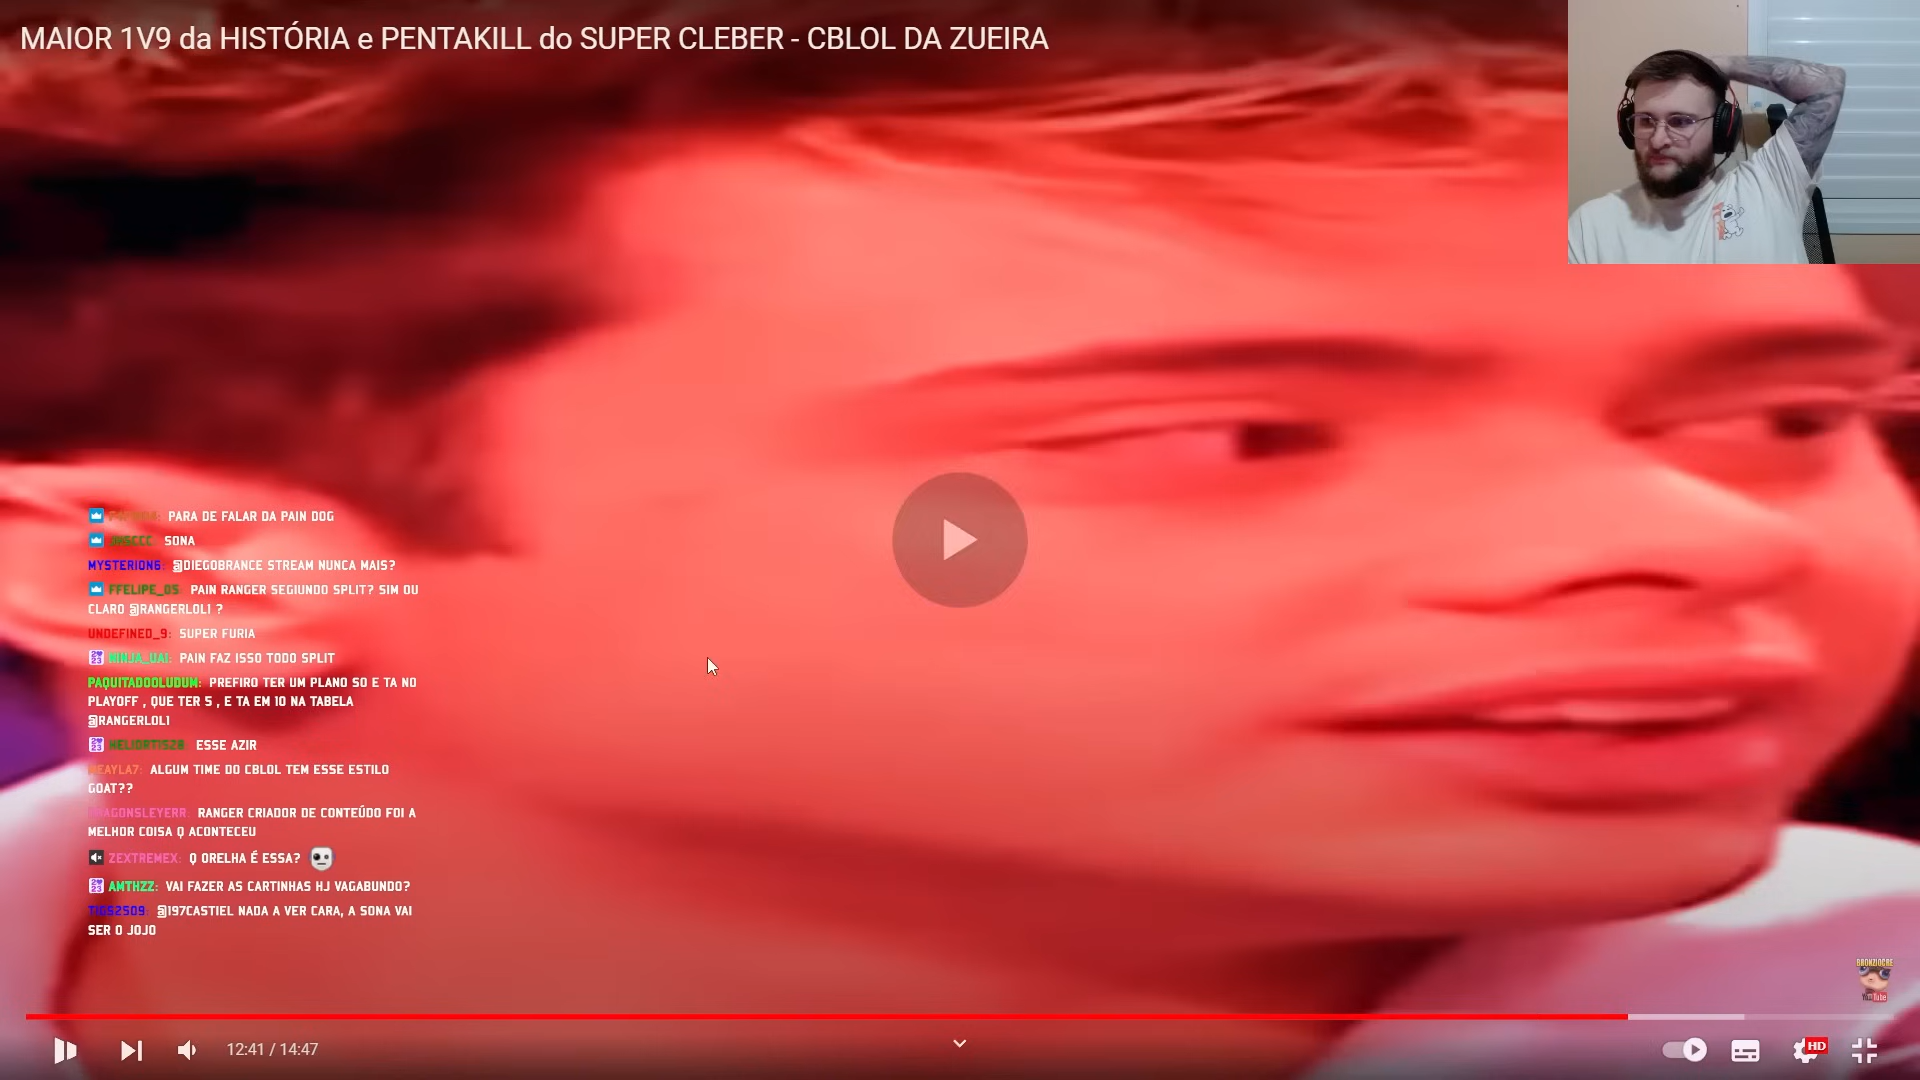 MAIOR 1V9 da HISTÓRIA e PENTAKILL do SUPER CLEBER - CBLOL DA ZUEIRA
PARA DE FALAR DA PAIN DOG
SONA
MYSTERION6: @DIEGOBRANCE STREAM NUNCA MAIS?
FFELIPE_05 PAIN RANGER SEGIUNDO SPLIT? SIM OU
CLARO @RANGERLOL1 ?
UNDEFINED_9: SUPER FURIA
NINJA_UAI: PAIN FAZ ISSO TODO SPLIT
PAQUITADOOLUDUM: PREFIRO TER UM PLANO SO E TA NO
PLAYOFF , QUE TER 5 , E TA EM 10 NA TABELA
@RANGERLOL1
ESSE AZIR
ALGUM TIME DO CBLOL TEM ESSE ESTILO
GOAT??
RANGER CRIADOR DE CONTEÚDO FOI A
MELHOR COISA Q ACONTECEU
ZEXTREMEX: Q ORELHA É ESSA?
AMTHZZ: VAI FAZER AS CARTINHAS HJ VAGABUNDO?
@197CASTIEL NADA A VER CARA, A SONA VAI
SER O JOJO
BRONZIOCRE
YouTube
12:41 / 14:47
HD